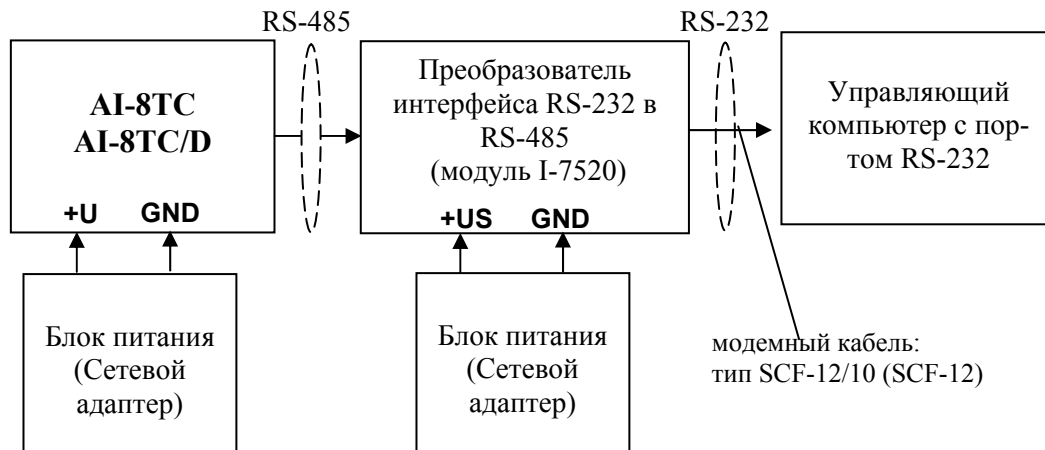 RS-485
RS-232
AI-8TC
AI-8TC/D
+U GND
Преобразователь
интерфейса RS-232 в
RS-485
(модуль I-7520)
+US GND
Управляющий
компьютер с пор-
том RS-232
Блок питания
(Сетевой
адаптер)
Блок питания
(Сетевой
адаптер)
модемный кабель:
тип SCF-12/10 (SCF-12)